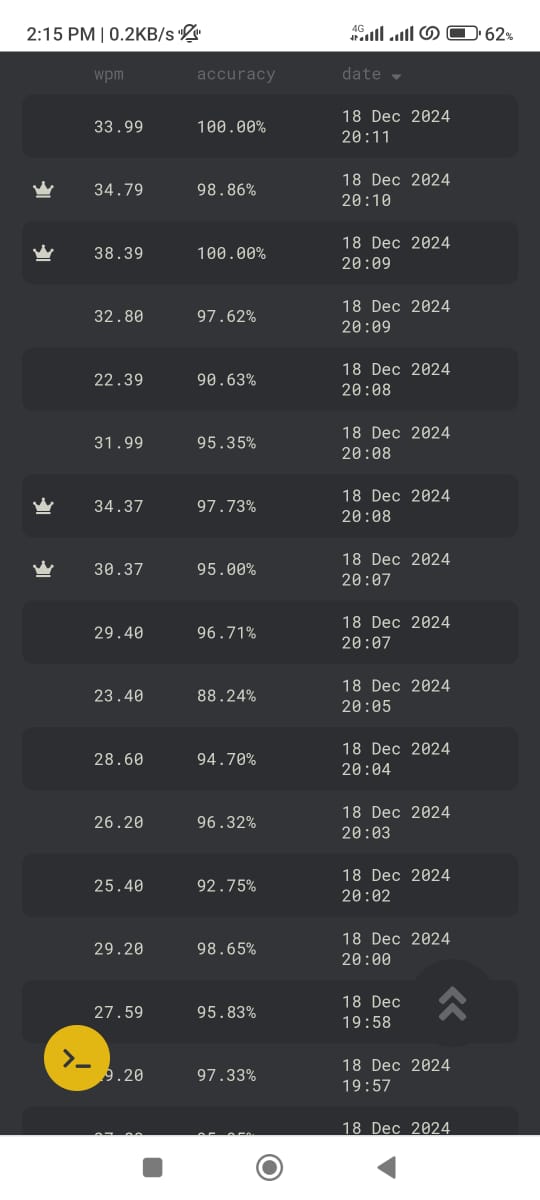 2:15 PM | 0.2KB/s 4G 62%
wpm accuracy date
33.99 100.00% 18 Dec 2024
20:11
34.79 98.86% 18 Dec 2024
20:10
38.39 100.00% 18 Dec 2024
20:09
32.80 97.62% 18 Dec 2024
20:09
22.39 90.63% 18 Dec 2024
20:08
31.99 95.35% 18 Dec 2024
20:08
34.37 97.73% 18 Dec 2024
20:08
30.37 95.00% 18 Dec 2024
20:07
29.40 96.71% 18 Dec 2024
20:07
23.40 88.24% 18 Dec 2024
20:05
28.60 94.70% 18 Dec 2024
20:04
26.20 96.32% 18 Dec 2024
20:03
25.40 92.75% 18 Dec 2024
20:02
29.20 98.65% 18 Dec 2024
20:00
27.59 95.83% 18 Dec
19:58
9.20 97.33% 18 Dec 2024
19:57
18 Dec 2024